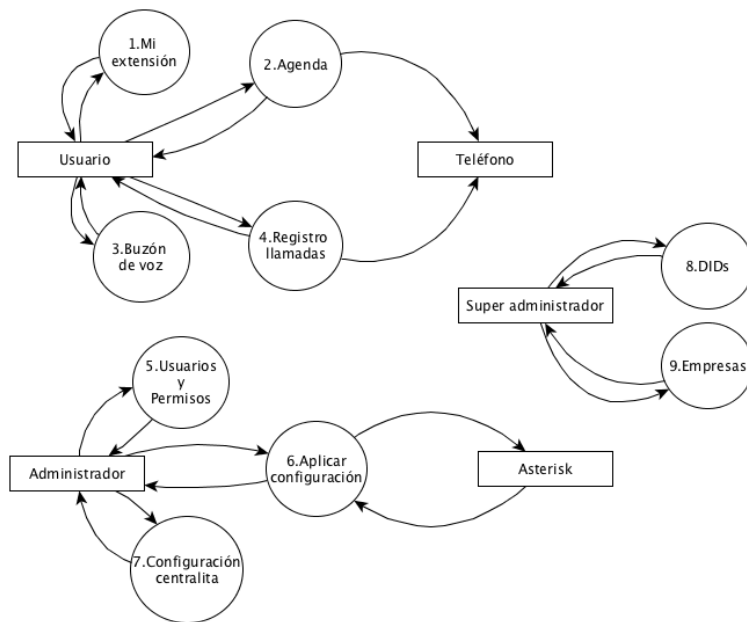 1.Mi
extensión
2.Agenda
Usuario
Teléfono
3.Buzón
de voz
4.Registro
llamadas
8.DIDs
Super administrador
9.Empresas
5.Usuarios
y
Permisos
6.Aplicar
configuración
Administrador
Asterisk
7.Configuración
centralita